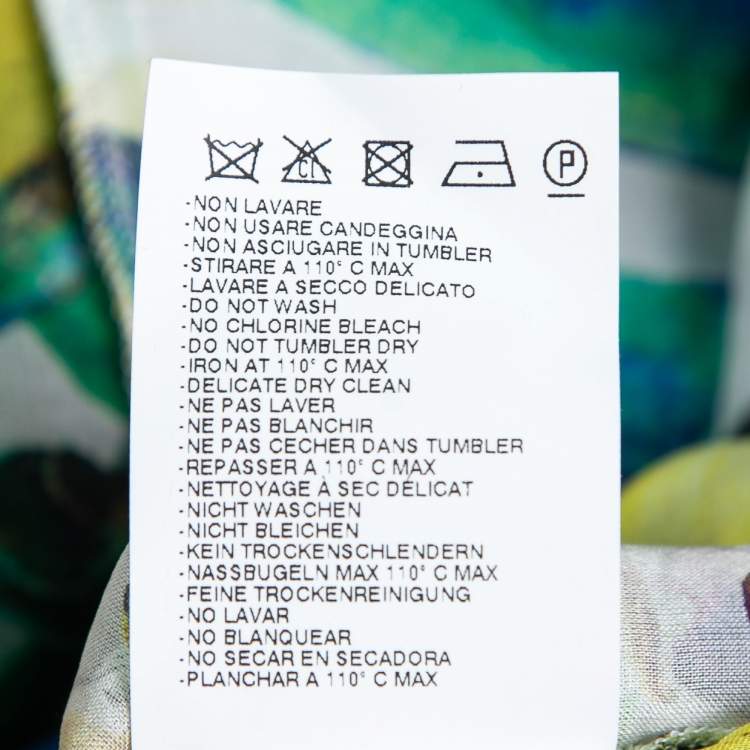 CL P
-NON LAVARE
-NON USARE CANDEGGINA
-NON ASCIUGARE IN TUMBLER
-STIRARE A 110° C MAX
-LAVARE A SECCO DELICATO
-DO NOT WASH
-NO CHLORINE BLEACH
-DO NOT TUMBLER DRY
-IRON AT 110° C MAX
-DELICATE DRY CLEAN
-NE PAS LAVER
-NE PAS BLANCHIR
-NE PAS CECHER DANS TUMBLER
-REPASSER A 110° C MAX
-NETTOYAGE À SEC DÉLICAT
-NICHT WASCHEN
-NICHT BLEICHEN
-KEIN TROCKENSCHLENDERN
-NASSBUGELN MAX 110° C MAX
-FEINE TROCKENREINIGUNG
-NO LAVAR
-NO BLANQUEAR
-NO SECAR EN SECADORA
-PLANCHAR A 110° C MAX